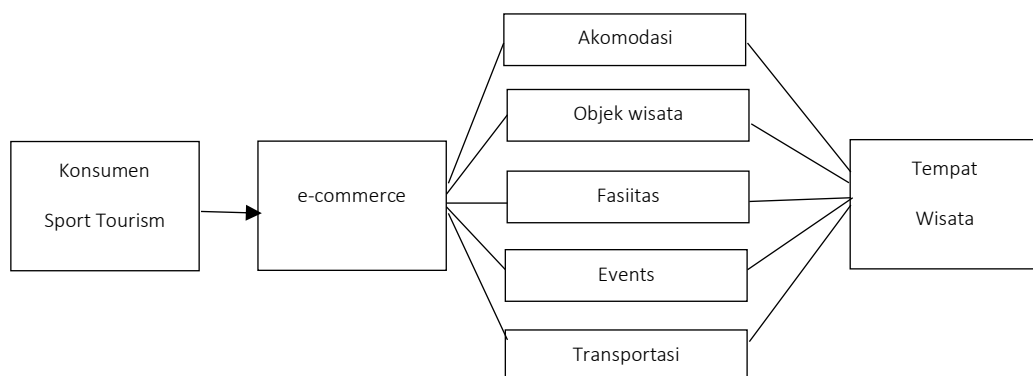 Konsumen
Sport Tourism
e-commerce
Akomodasi
Objek wisata
Fasiitas
Events
Transportasi
Tempat
Wisata